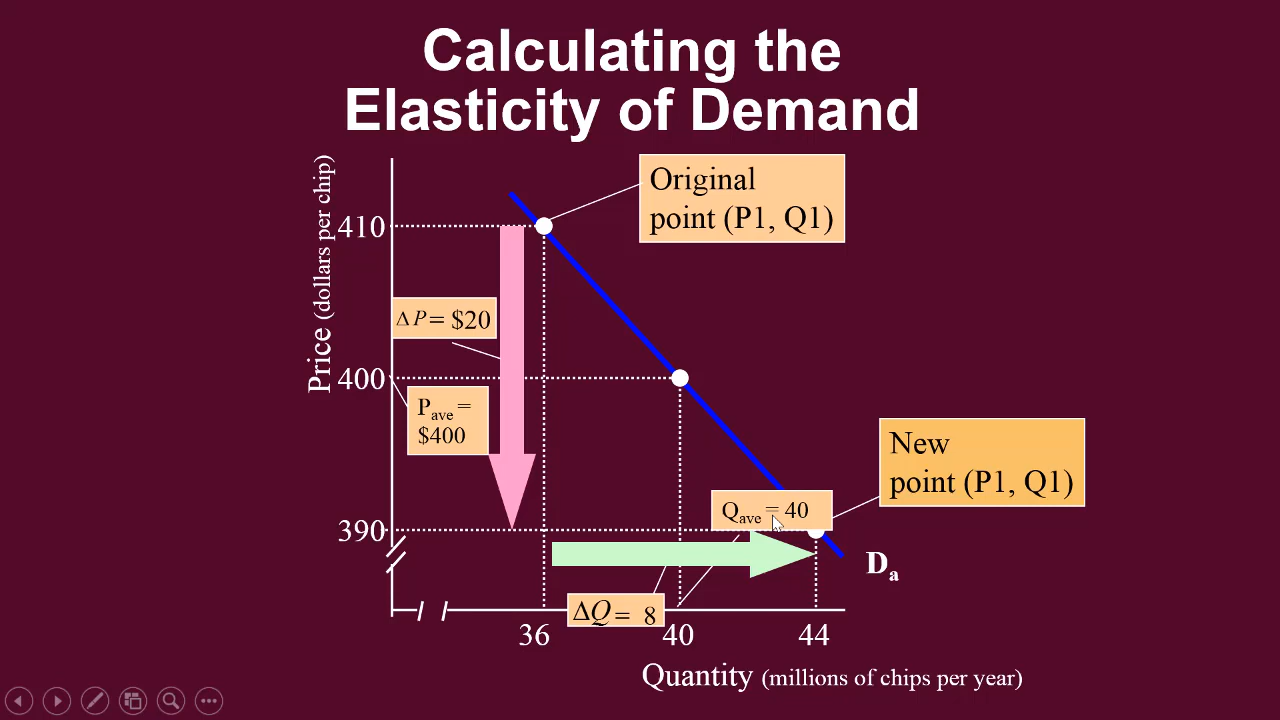 Calculating the
Elasticity of Demand
Original
point (P1, Q1)
Price (dollars per chip)
410
Δ P = $20
400
Pave =
$400
New
point (P1, Q1)
Qave = 40
390
Da
ΔQ = 8
36
40
44
Quantity (millions of chips per year)